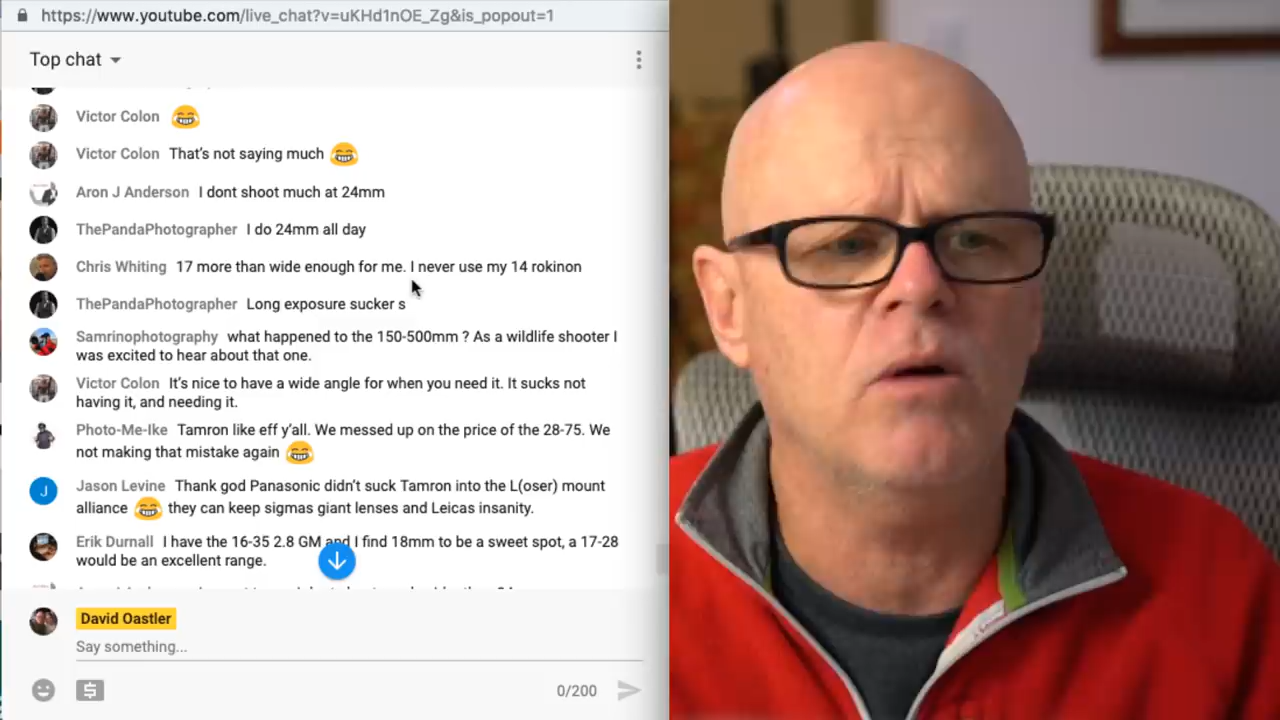 https://www.youtube.com/live_chat?v=uKHd1nOE_Zg&is_popout=1
Top chat
Victor Colon 😂
Victor Colon That's not saying much 😂
Aron J Anderson I dont shoot much at 24mm
ThePandaPhotographer I do 24mm all day
Chris Whiting 17 more than wide enough for me. I never use my 14 rokinon
ThePandaPhotographer Long exposure sucker s
Samrinophotography what happened to the 150-500mm ? As a wildlife shooter I
was excited to hear about that one.
Victor Colon It's nice to have a wide angle for when you need it. It sucks not
having it, and needing it.
Photo-Me-Ike Tamron like eff y'all. We messed up on the price of the 28-75. We
not making that mistake again 😂
J
Jason Levine Thank god Panasonic didn't suck Tamron into the L(oser) mount
alliance 😂 they can keep sigmas giant lenses and Leicas insanity.
Erik Durnall I have the 16-35 2.8 GM and I find 18mm to be a sweet spot, a 17-28
would be an excellent range.
David Oastler
Say something...
$
0/200